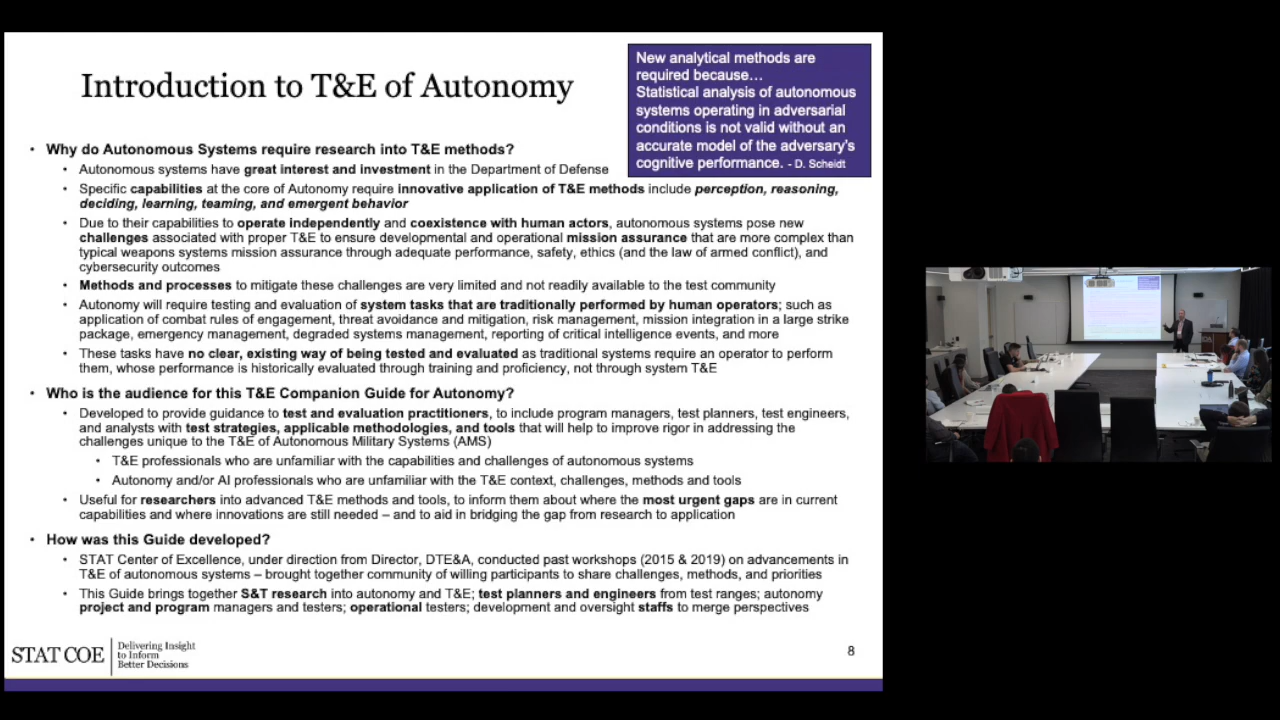 Introduction to T&E of Autonomy
New analytical methods are
required because…
Statistical analysis of autonomous
systems operating in adversarial
conditions is not valid without an
accurate model of the adversary's
cognitive performance. - D. Scheidt
• Why do Autonomous Systems require research into T&E methods?
• Autonomous systems have great interest and investment in the Department of Defense
• Specific capabilities at the core of Autonomy require innovative application of T&E methods include perception, reasoning,
deciding, learning, teaming, and emergent behavior
• Due to their capabilities to operate independently and coexistence with human actors, autonomous systems pose new
challenges associated with proper T&E to ensure developmental and operational mission assurance that are more complex than
typical weapons systems mission assurance through adequate performance, safety, ethics (and the law of armed conflict), and
cybersecurity outcomes
• Methods and processes to mitigate these challenges are very limited and not readily available to the test community
• Autonomy will require testing and evaluation of system tasks that are traditionally performed by human operators; such as
application of combat rules of engagement, threat avoidance and mitigation, risk management, mission integration in a large strike
package, emergency management, degraded systems management, reporting of critical intelligence events, and more
• These tasks have no clear, existing way of being tested and evaluated as traditional systems require an operator to perform
them, whose performance is historically evaluated through training and proficiency, not through system T&E
• Who is the audience for this T&E Companion Guide for Autonomy?
• Developed to provide guidance to test and evaluation practitioners, to include program managers, test planners, test engineers,
and analysts with test strategies, applicable methodologies, and tools that will help to improve rigor in addressing the
challenges unique to the T&E of Autonomous Military Systems (AMS)
• T&E professionals who are unfamiliar with the capabilities and challenges of autonomous systems
• Autonomy and/or AI professionals who are unfamiliar with the T&E context, challenges, methods and tools
• Useful for researchers into advanced T&E methods and tools, to inform them about where the most urgent gaps are in current
capabilities and where innovations are still needed – and to aid in bridging the gap from research to application
• How was this Guide developed?
• STAT Center of Excellence, under direction from Director, DTE&A, conducted past workshops (2015 & 2019) on advancements in
T&E of autonomous systems – brought together community of willing participants to share challenges, methods, and priorities
• This Guide brings together S&T research into autonomy and T&E; test planners and engineers from test ranges; autonomy
project and program managers and testers; operational testers; development and oversight staffs to merge perspectives
STAT COE
Delivering Insight
to Inform
Better Decisions
8